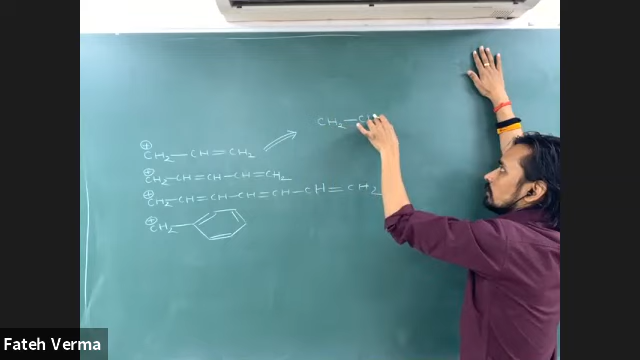 ⊕
CH₂—CH=CH₂
CH₂—C
⊕
CH₂—CH=CH—CH=CH₂
⊕
CH₂—CH=CH—CH=CH—CH=CH₂
⊕
CH₂—
Fateh Verma